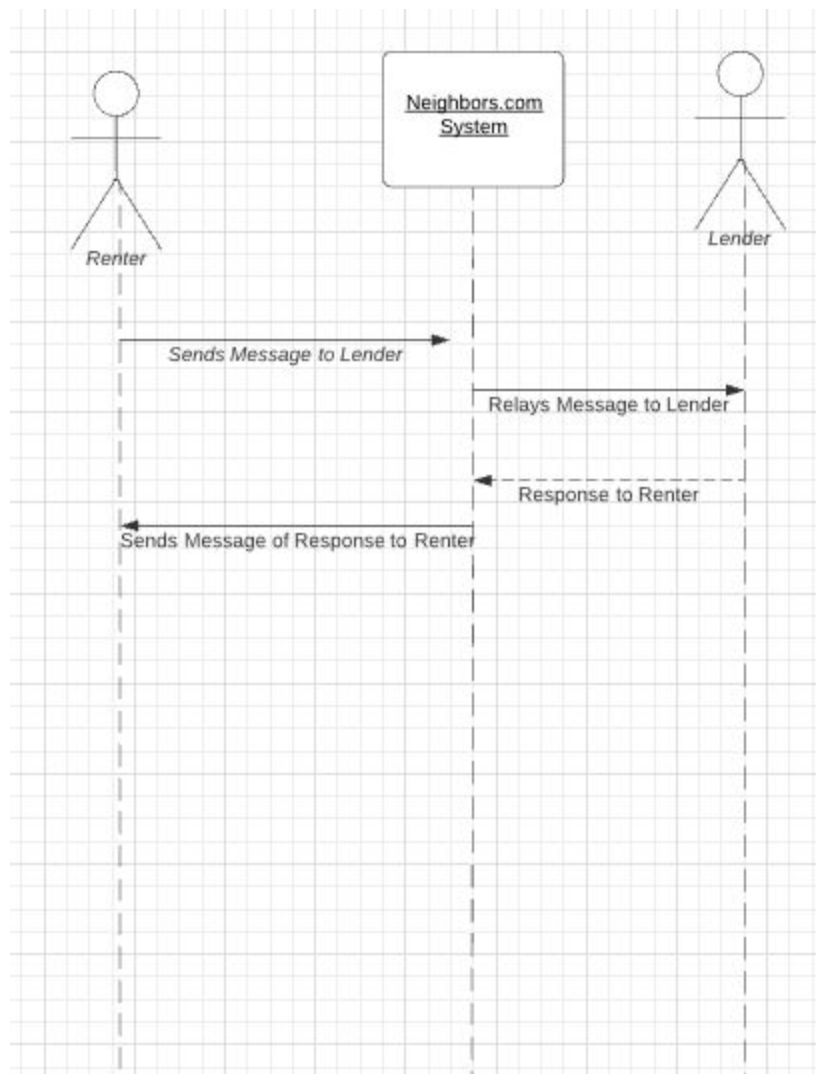 Neighbors.com
System
Renter
Lender
Sends Message to Lender
Relays Message to Lender
Response to Renter
Sends Message of Response to Renter